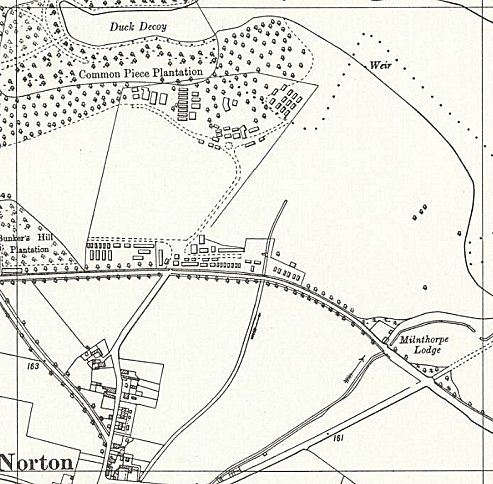 Duck Decoy
Common Piece Plantation
Weir
Bunker's Hill
Plantation
Milnthorpe
Lodge
163
161
Norton